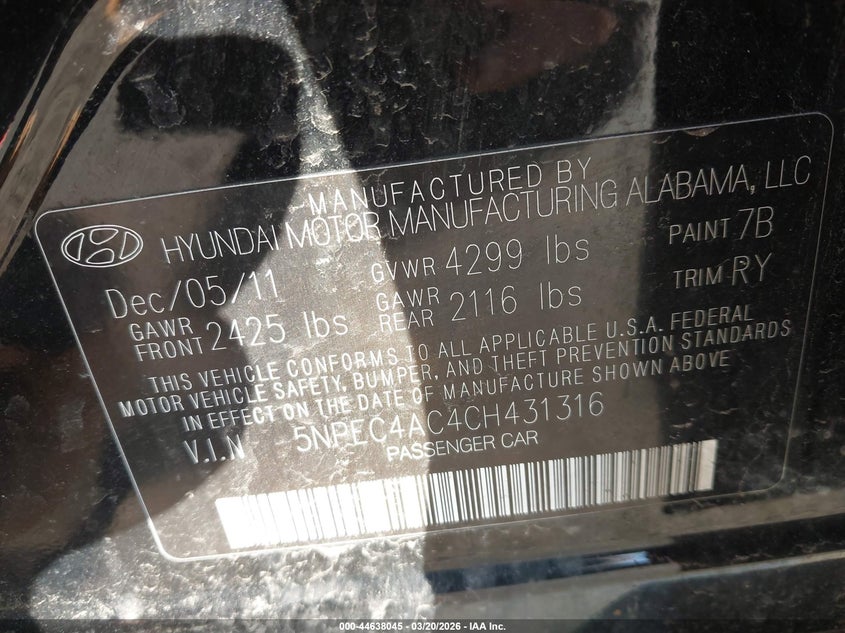 MANUFACTURED BY
HYUNDAI MOTOR MANUFACTURING ALABAMA, LLC
Dec/05/11 GVWR 4299 lbs PAINT 7B
GAWR FRONT 2425 lbs GAWR REAR 2116 lbs TRIM RY
THIS VEHICLE CONFORMS TO ALL APPLICABLE U.S.A. FEDERAL
MOTOR VEHICLE SAFETY, BUMPER, AND THEFT PREVENTION STANDARDS
IN EFFECT ON THE DATE OF MANUFACTURE SHOWN ABOVE
V.I.N 5NPEC4AC4CH431316
PASSENGER CAR
000-44638045 - 03/20/2026 - IAA Inc.